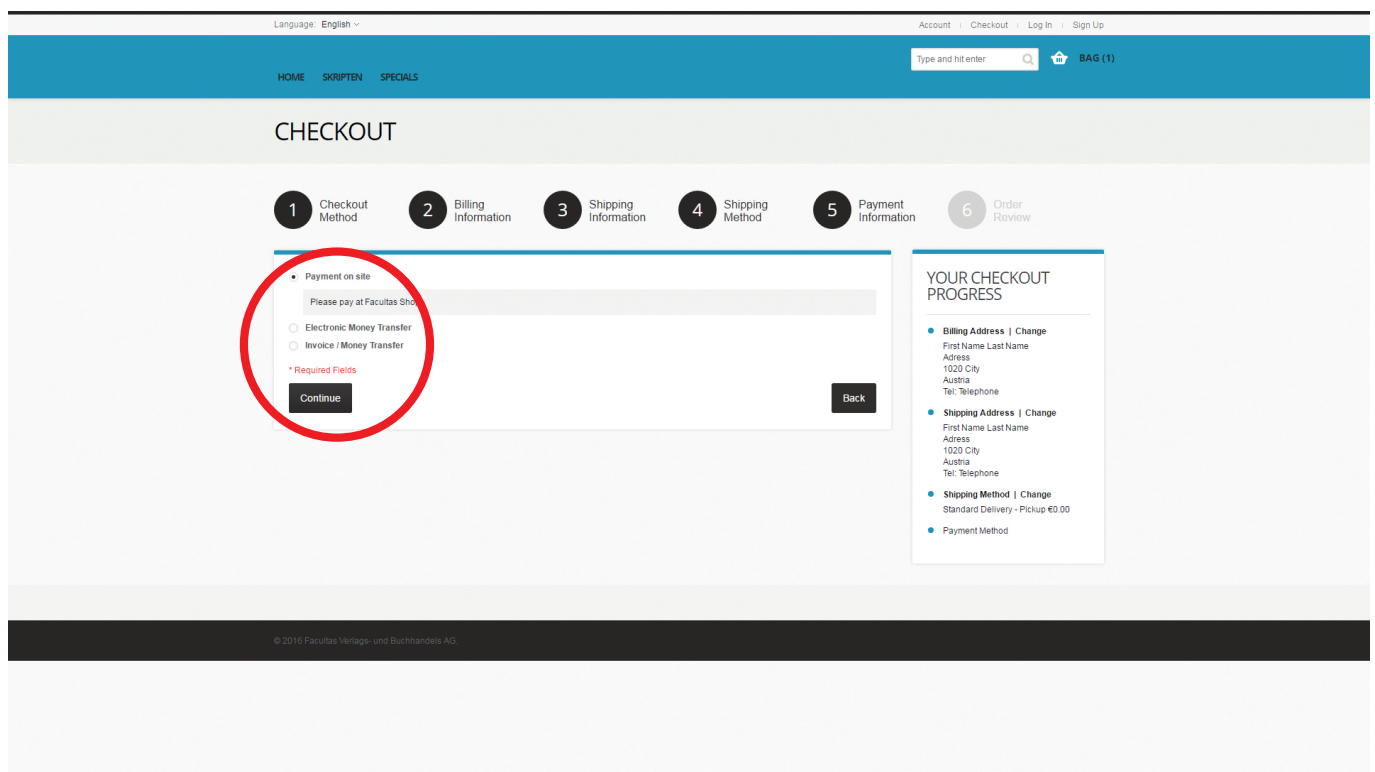 Language: English
Account | Checkout | Log In | Sign Up
Type and hit enter
BAG (1)
HOME SKRIPTEN SPECIALS
CHECKOUT
1 Checkout Method
2 Billing Information
3 Shipping Information
4 Shipping Method
5 Payment Information
6 Order Review
Payment on site
Please pay at Facultas Sho
Electronic Money Transfer
Invoice / Money Transfer
* Required Fields
Continue
Back
YOUR CHECKOUT
PROGRESS
Billing Address | Change
First Name Last Name
Adress
1020 City
Austria
Tel: Telephone
Shipping Address | Change
First Name Last Name
Adress
1020 City
Austria
Tel: Telephone
Shipping Method | Change
Standard Delivery - Pickup €0.00
Payment Method
© 2016 Facultas Verlags- und Buchhandels AG.